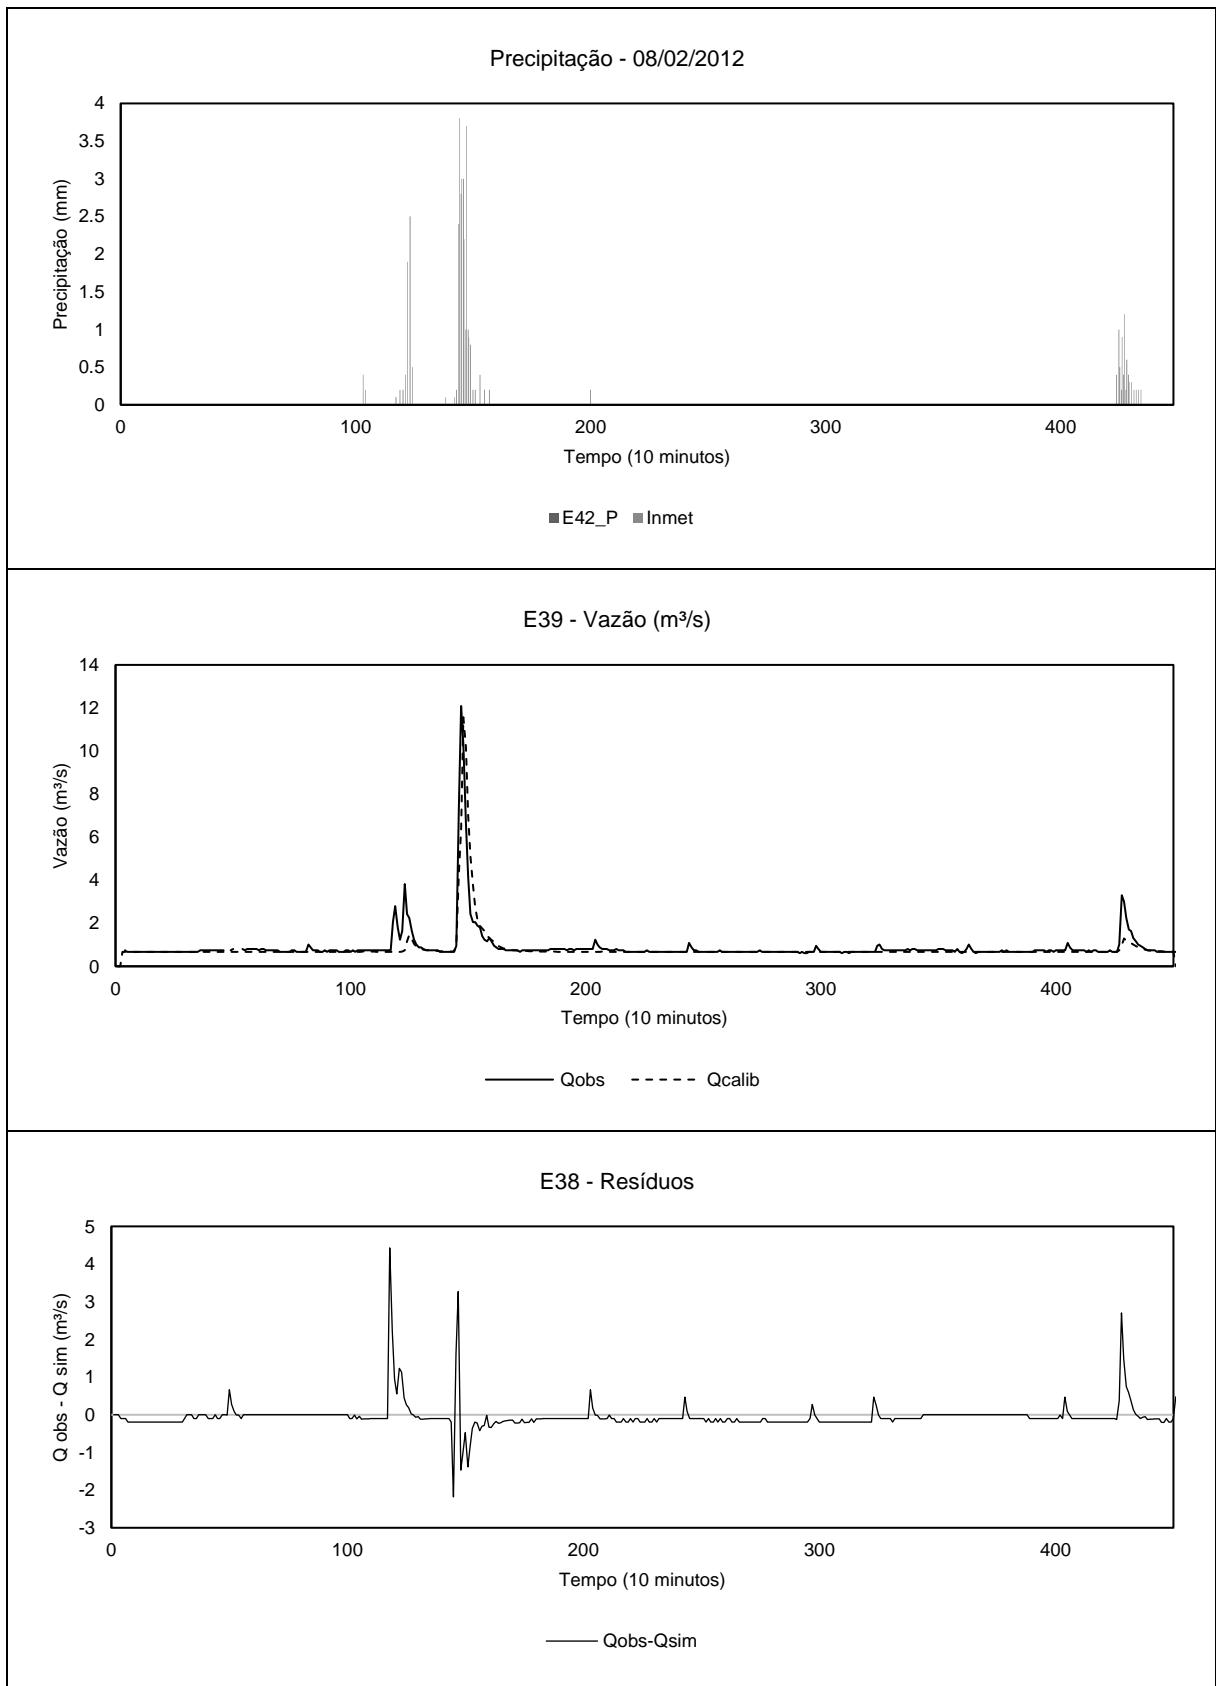 Precipitação - 08/02/2012
4
3.5
3
2.5
2
1.5
1
0.5
0
Precipitação (mm)
0 100 200 300 400
Tempo (10 minutos)
E42_P Inmet
E39 - Vazão (m³/s)
14
12
10
8
6
4
2
0
Vazão (m³/s)
0 100 200 300 400
Tempo (10 minutos)
Qobs Qcalib
E38 - Resíduos
5
4
3
2
1
0
-1
-2
-3
Q obs - Q sim (m³/s)
0 100 200 300 400
Tempo (10 minutos)
Qobs-Qsim